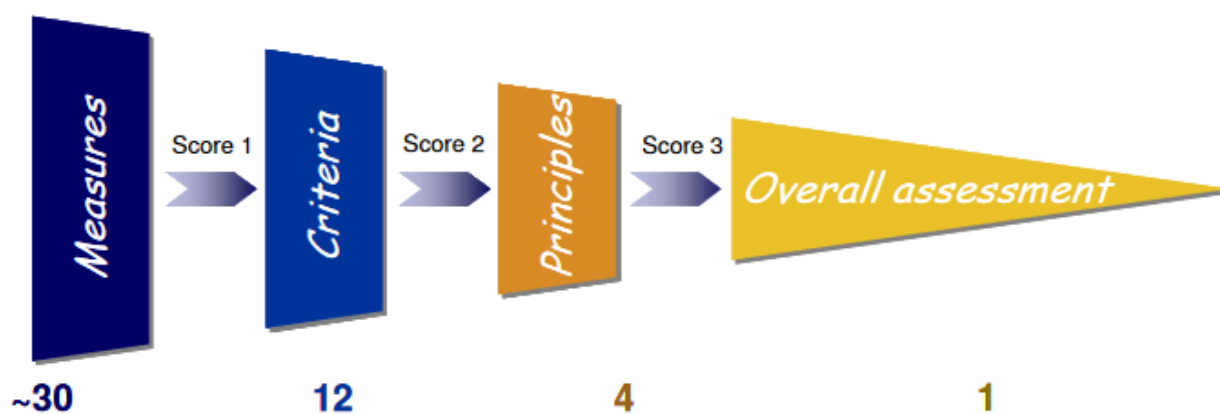 Measures
Score 1
Criteria
Score 2
Principles
Score 3
Overall assessment
~30
12
4
1